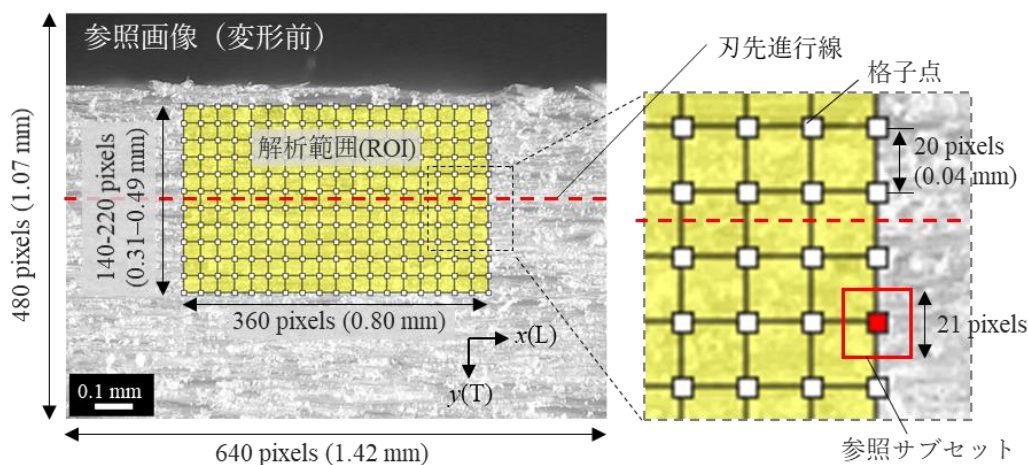 参照画像（変形前）
刃先進行線
格子点
解析範囲(ROI)
480 pixels (1.07 mm)
140-220 pixels
(0.31–0.49 mm)
360 pixels (0.80 mm)
x(L)
y(T)
0.1 mm
640 pixels (1.42 mm)
20 pixels
(0.04 mm)
21 pixels
参照サブセット